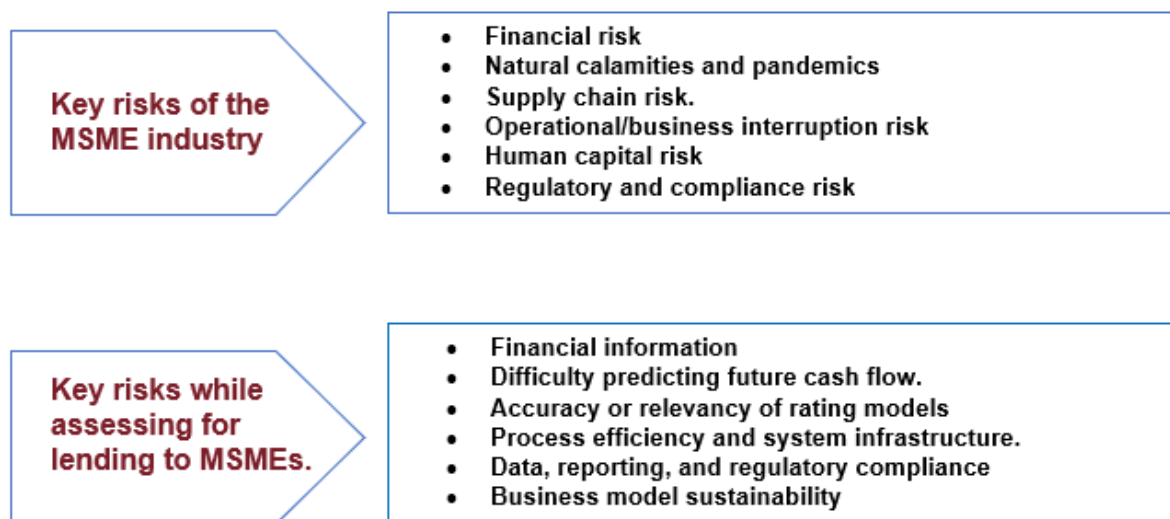 Key risks of the
MSME industry
• Financial risk
• Natural calamities and pandemics
• Supply chain risk.
• Operational/business interruption risk
• Human capital risk
• Regulatory and compliance risk
Key risks while
assessing for
lending to MSMEs.
• Financial information
• Difficulty predicting future cash flow.
• Accuracy or relevancy of rating models
• Process efficiency and system infrastructure.
• Data, reporting, and regulatory compliance
• Business model sustainability